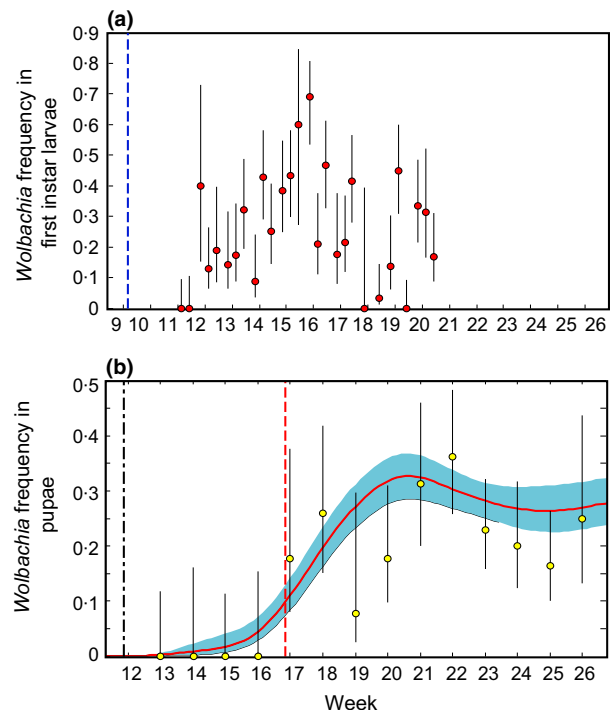 (a)
Wolbachia frequency in
first instar larvae
0·9
0·8
0·7
0·6
0·5
0·4
0·3
0·2
0·1
0
9 10 11 12 13 14 15 16 17 18 19 20 21 22 23 24 25 26
(b)
Wolbachia frequency in
pupae
0·5
0·4
0·3
0·2
0·1
0
12 13 14 15 16 17 18 19 20 21 22 23 24 25 26
Week